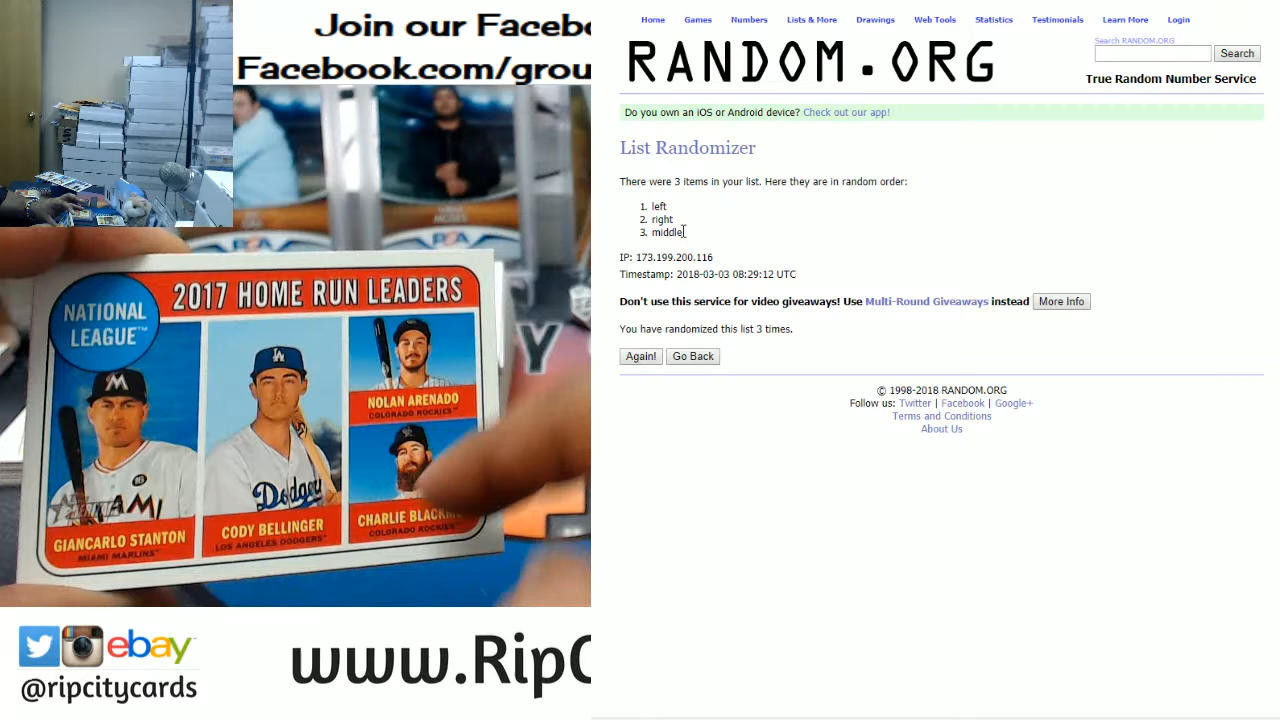 Join our Facebo
Facebook.com/grou
NATIONAL
LEAGUE™
2017 HOME RUN LEADERS
NOLAN ARENADO
COLORADO ROCKIES™
GIANCARLO STANTON
MIAMI MARLINS™
CODY BELLINGER
LOS ANGELES DODGERS™
CHARLIE BLACKM
COLORADO ROCKIES™
Dodgers
Y
ebay™
@ripcitycards
www.RipC
Home Games Numbers Lists & More Drawings Web Tools Statistics Testimonials Learn More Login
RANDOM.ORG
Search RANDOM.ORG
Search
True Random Number Service
Do you own an iOS or Android device? Check out our app!
List Randomizer
There were 3 items in your list. Here they are in random order:
1. left
2. right
3. middle
IP: 173.199.200.116
Timestamp: 2018-03-03 08:29:12 UTC
Don't use this service for video giveaways! Use Multi-Round Giveaways instead More Info
You have randomized this list 3 times.
Again! Go Back
© 1998-2018 RANDOM.ORG
Follow us: Twitter | Facebook | Google+
Terms and Conditions
About Us